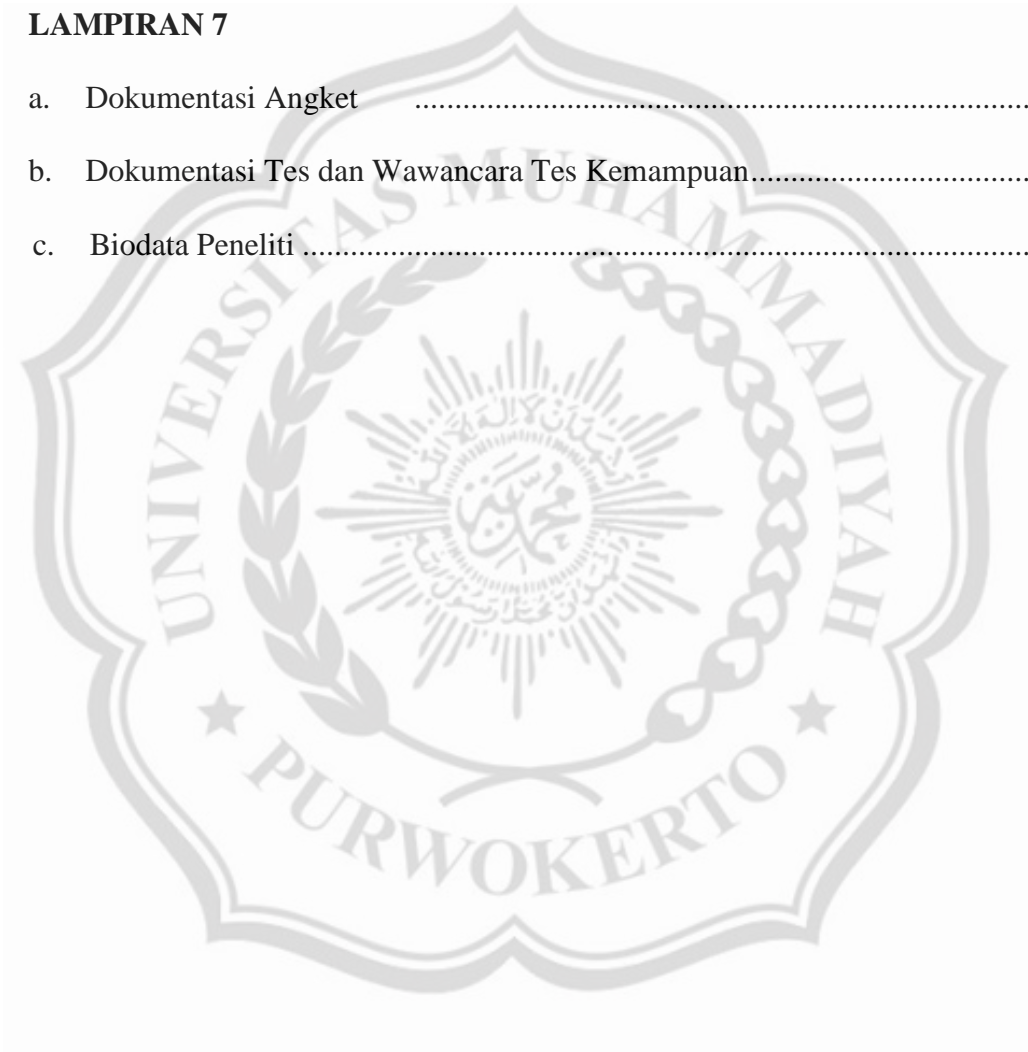 LAMPIRAN 7
a. Dokumentasi Angket ..............................................................................
b. Dokumentasi Tes dan Wawancara Tes Kemampuan...................................
c. Biodata Peneliti ............................................................................................
UNIVERSITAS MUHAMMADIYAH
PURWOKERTO